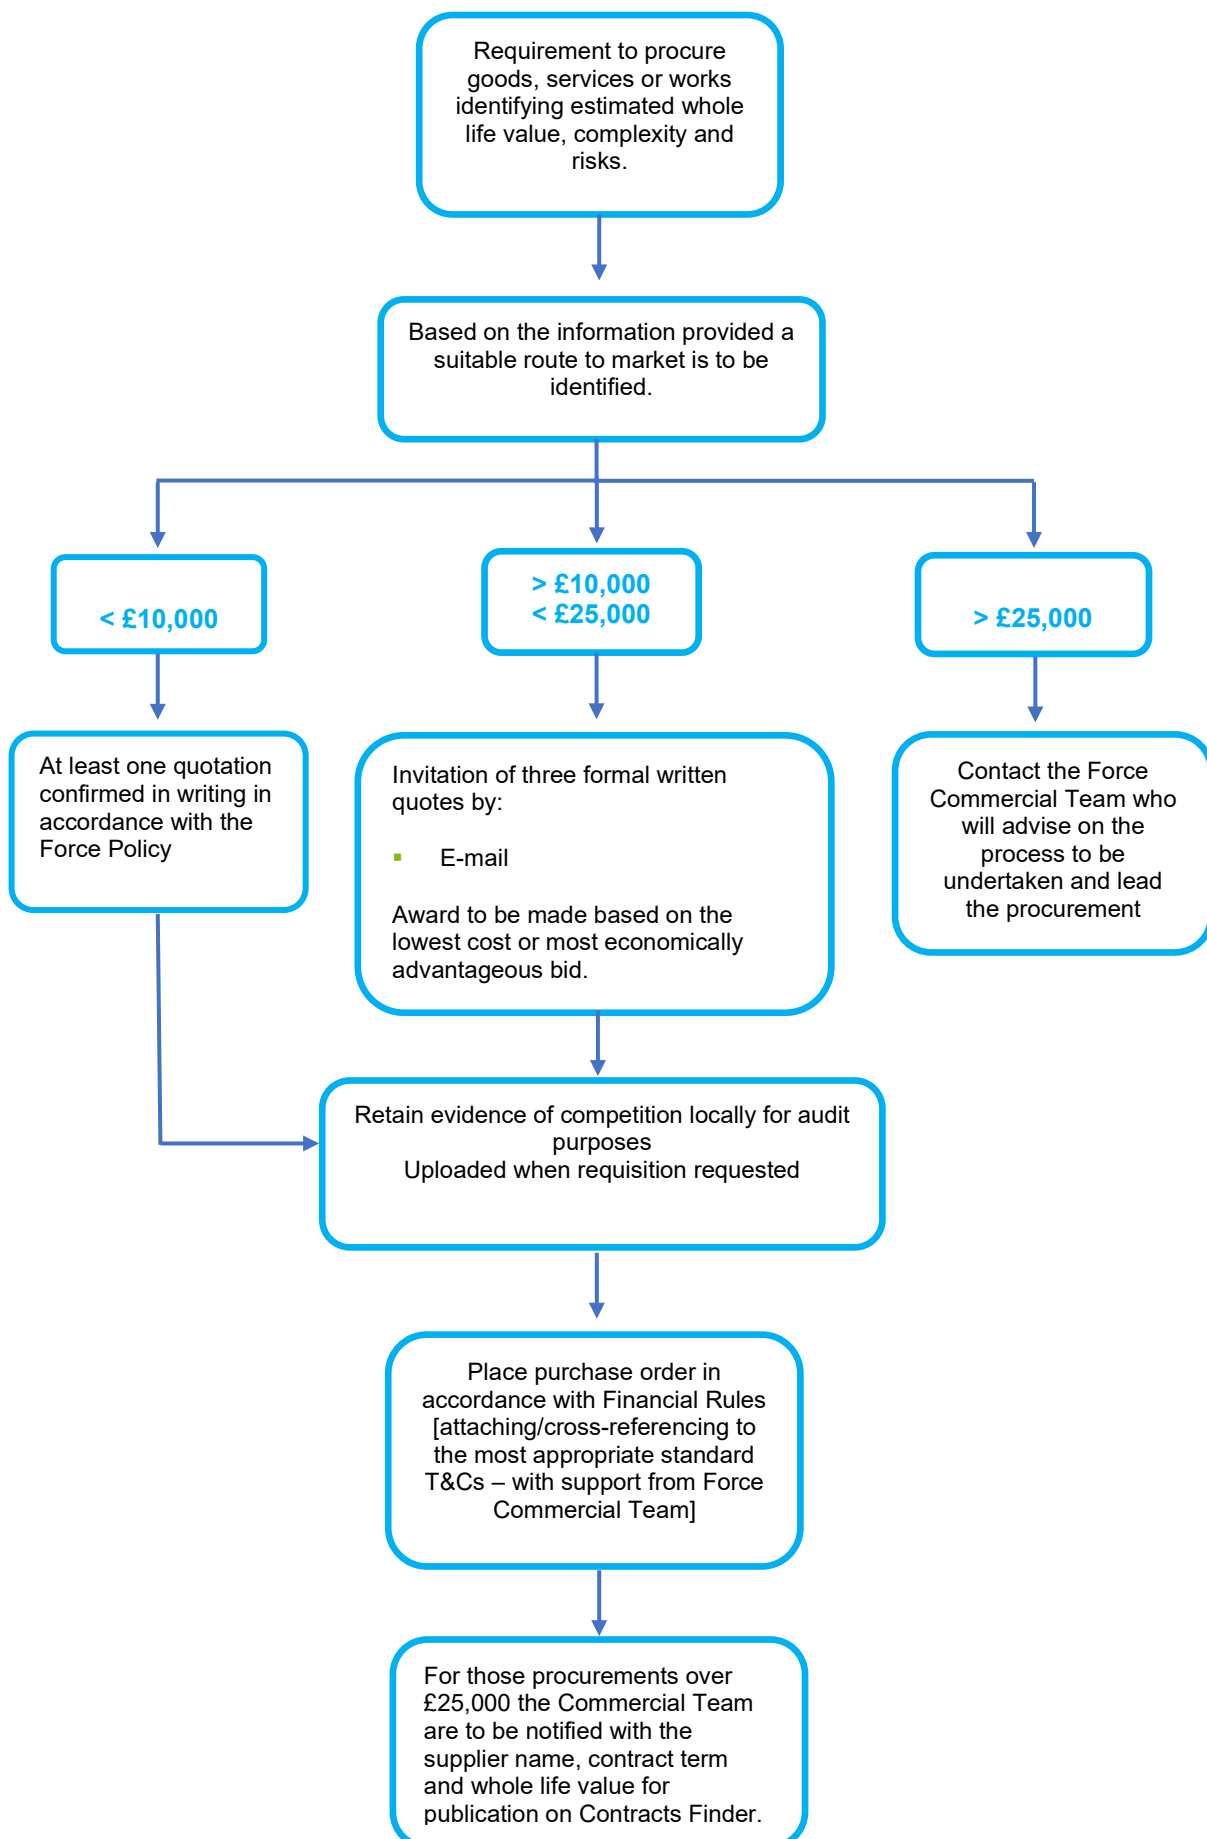 Requirement to procure
goods, services or works
identifying estimated whole
life value, complexity and
risks.
Based on the information provided a
suitable route to market is to be
identified.
< £10,000
> £10,000
< £25,000
> £25,000
At least one quotation
confirmed in writing in
accordance with the
Force Policy
Invitation of three formal written
quotes by:
▪ E-mail
Award to be made based on the
lowest cost or most economically
advantageous bid.
Contact the Force
Commercial Team who
will advise on the
process to be
undertaken and lead
the procurement
Retain evidence of competition locally for audit
purposes
Uploaded when requisition requested
Place purchase order in
accordance with Financial Rules
[attaching/cross-referencing to
the most appropriate standard
T&Cs – with support from Force
Commercial Team]
For those procurements over
£25,000 the Commercial Team
are to be notified with the
supplier name, contract term
and whole life value for
publication on Contracts Finder.